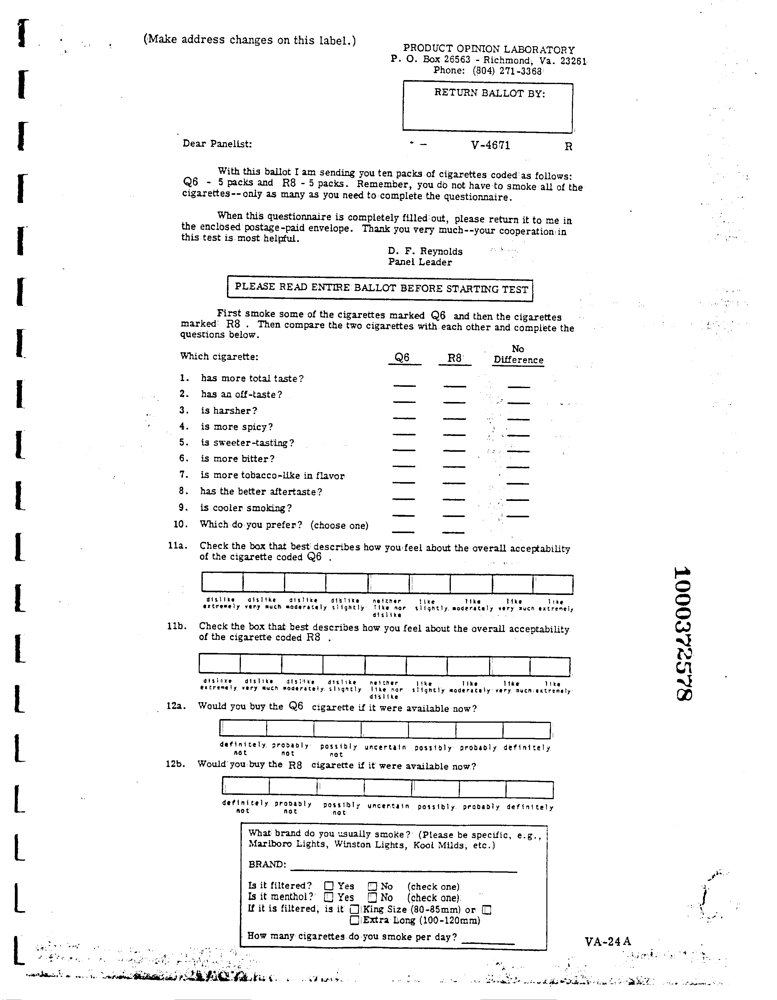 (Make address changes on this label.)
PRODUCT OPINION LABORATORY
P. O. Box 26563 - Richmond, Va. 23261
Phone: (804) 271-3368
RETURN BALLOT BY:
Dear Panelist:
* - V-4671 R
With this ballot I am sending you ten packs of cigarettes coded as follows:
Q6 - 5 packs and R8 - 5 packs. Remember, you do not have to smoke all of the
cigarettes--only as many as you need to complete the questionnaire.
When this questionnaire is completely filled out, please return it to me in
the enclosed postage-paid envelope. Thank you very much--your cooperation in
this test is most helpful.
D. F. Reynolds
Panel Leader
PLEASE READ ENTIRE BALLOT BEFORE STARTING TEST
First smoke some of the cigarettes marked Q6 and then the cigarettes
marked R8 . Then compare the two cigarettes with each other and complete the
questions below.
No
Which cigarette: Q6 R8 Difference
1. has more total taste?
2. has an off-taste?
3. is harsher?
4. is more spicy?
5. is sweeter-tasting?
6. is more bitter?
7. is more tobacco-like in flavor
8. has the better aftertaste?
9. is cooler smoking?
10. Which do you prefer? (choose one)
11a. Check the box that best describes how you feel about the overall acceptability
of the cigarette coded Q6 .
dislike dislike dislike dislike neither like like like like
extremely very much moderately slightly like nor slightly moderately very much extremely
dislike
11b. Check the box that best describes how you feel about the overall acceptability
of the cigarette coded R8 .
dislike dislike dislike dislike neither like like like like
extremely very much moderately slightly like nor slightly moderately very much extremely
dislike
12a. Would you buy the Q6 cigarette if it were available now?
definitely probably possibly uncertain possibly probably definitely
not not not
12b. Would you buy the R8 cigarette if it were available now?
definitely probably possibly uncertain possibly probably definitely
not not not
What brand do you usually smoke? (Please be specific, e.g.,
Marlboro Lights, Winston Lights, Kool Milds, etc.)
BRAND:
Is it filtered? Yes No (check one)
Is it menthol? Yes No (check one)
If it is filtered, is it King Size (80-85mm) or
Extra Long (100-120mm)
How many cigarettes do you smoke per day?
VA-24A
1000372578